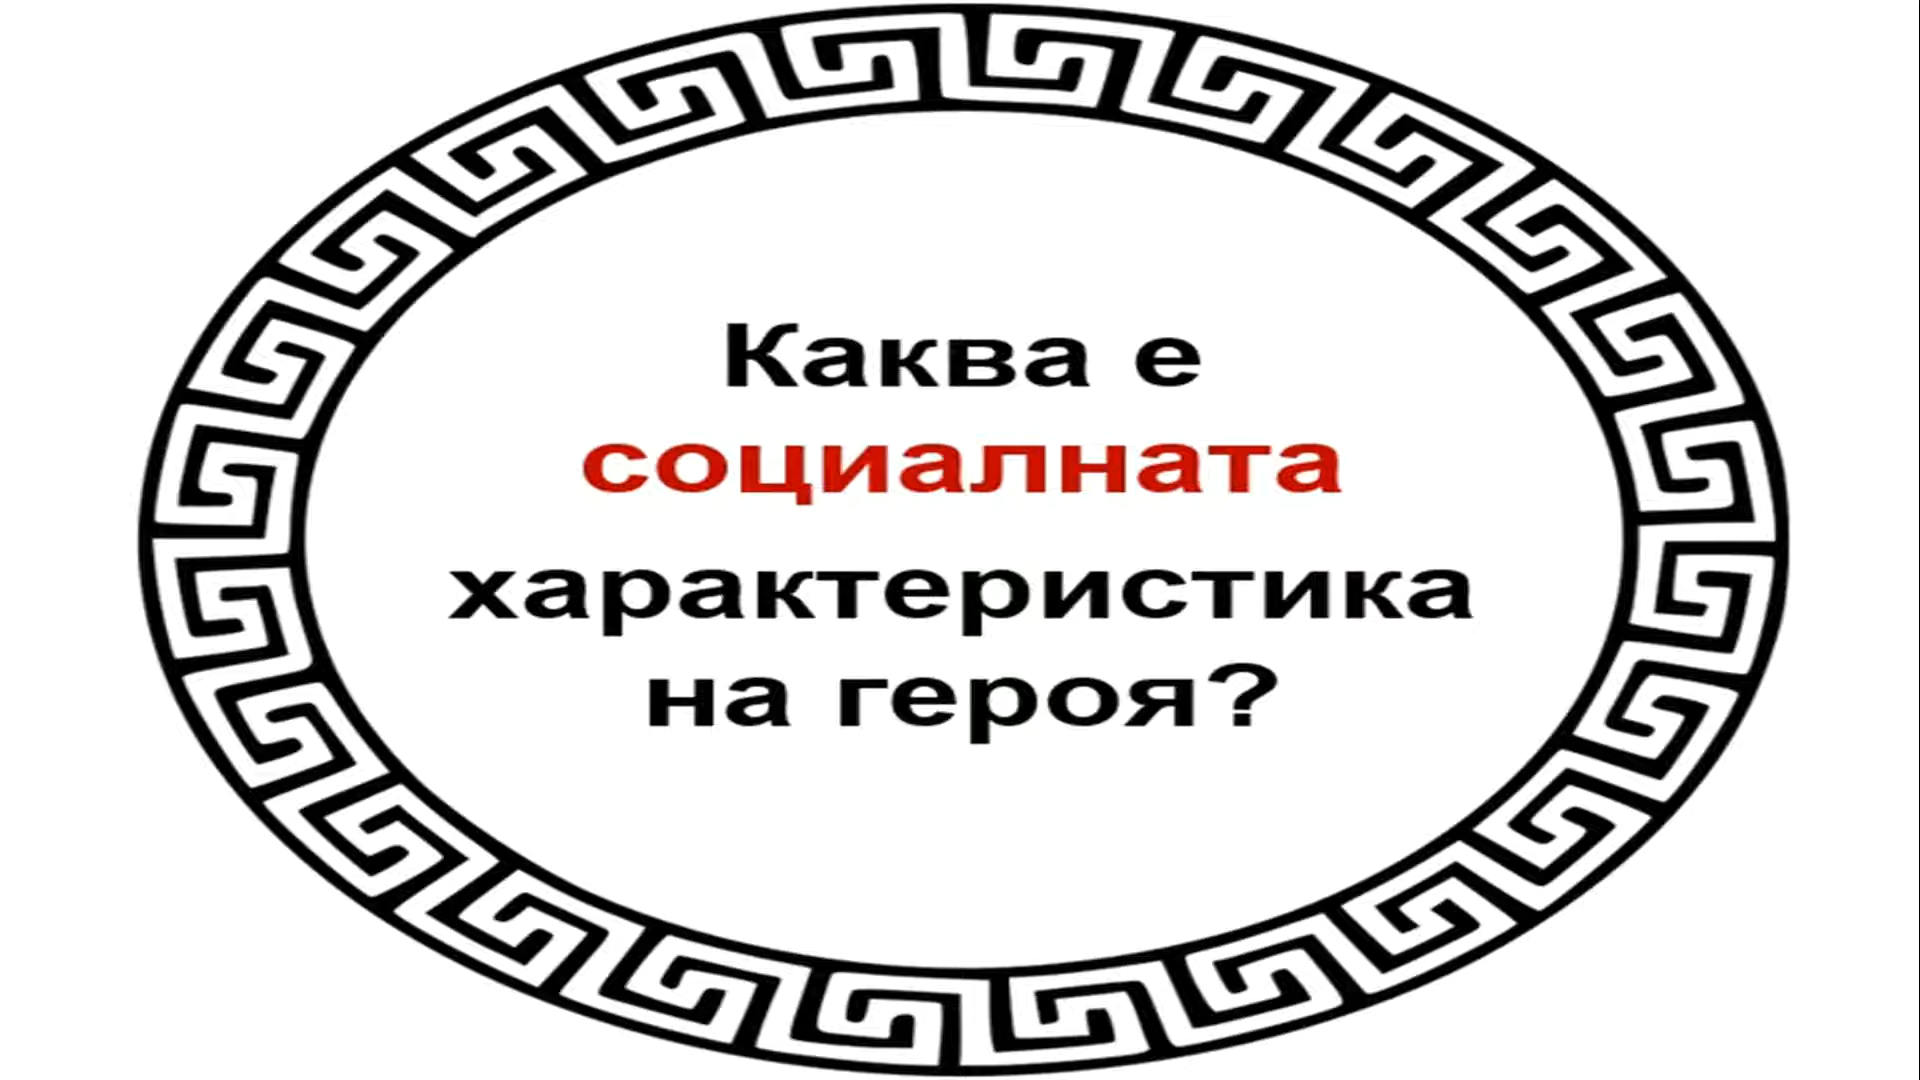 Каква е
социалната
характеристика
на героя?